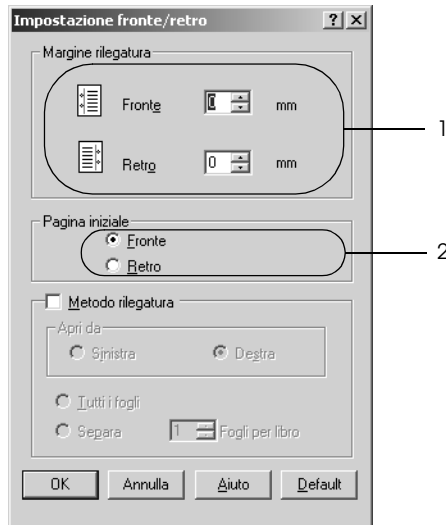 Impostazione fronte/retro
Margine rilegatura
Fronte 0 mm
1
Retro 0 mm
Pagina iniziale
Fronte
2
Retro
Metodo rilegatura
Apri da
Sinistra Destra
Tutti i fogli
Separa 1 Fogli per libro
OK Annulla Aiuto Default